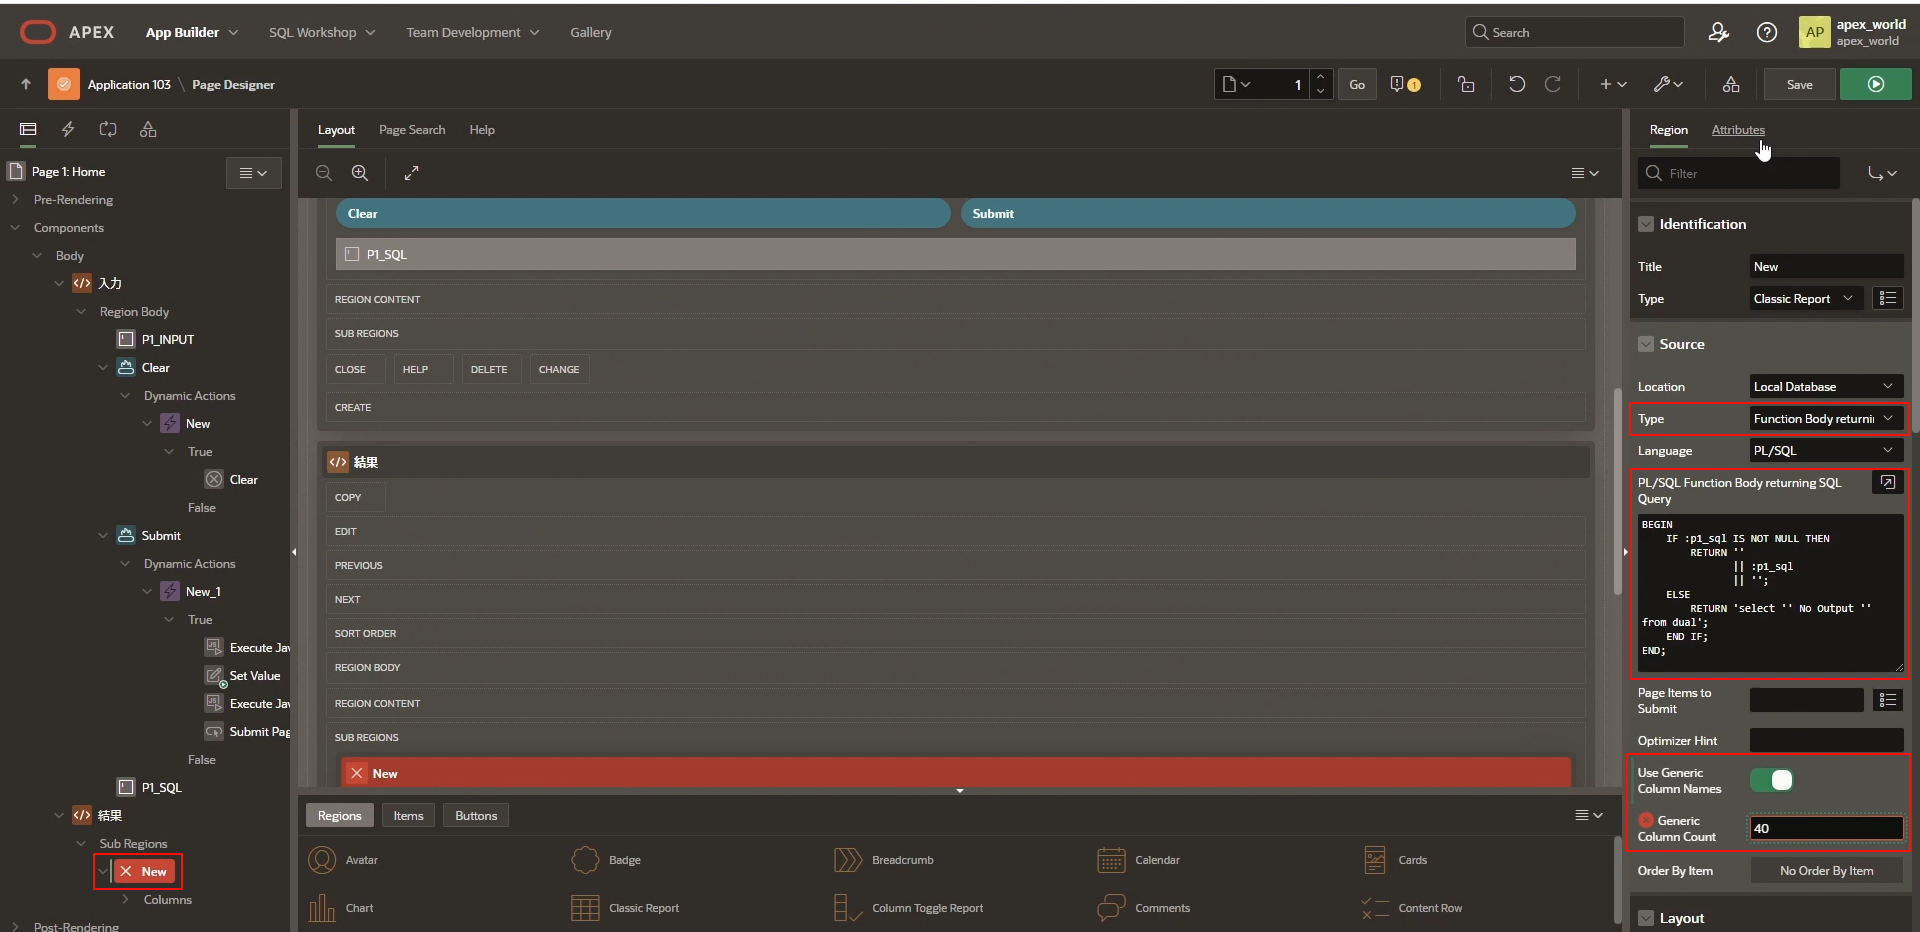 APEX
App Builder
SQL Workshop
Team Development
Gallery
Search
AP
apex_world
apex_world
Application 103 \ Page Designer
1
Go
1
Save
Layout
Page Search
Help
Region
Attributes
Page 1: Home
Pre-Rendering
Components
Body
入力
Region Body
P1_INPUT
Clear
Dynamic Actions
New
True
Clear
False
Submit
Dynamic Actions
New_1
True
Execute Jav
Set Value
Execute Jav
Submit Pag
False
P1_SQL
結果
Sub Regions
New
Columns
Post-Rendering
Clear
Submit
P1_SQL
REGION CONTENT
SUB REGIONS
CLOSE
HELP
DELETE
CHANGE
CREATE
結果
COPY
EDIT
PREVIOUS
NEXT
SORT ORDER
REGION BODY
REGION CONTENT
SUB REGIONS
New
Regions
Items
Buttons
Avatar
Badge
Breadcrumb
Calendar
Cards
Chart
Classic Report
Column Toggle Report
Comments
Content Row
Filter
Identification
Title
New
Type
Classic Report
Source
Location
Local Database
Type
Function Body returni
Language
PL/SQL
PL/SQL Function Body returning SQL
Query
BEGIN
IF :p1_sql IS NOT NULL THEN
RETURN ''
|| :p1_sql
|| '';
ELSE
RETURN 'select '' No Output ''
from dual';
END IF;
END;
Page Items to
Submit
Optimizer Hint
Use Generic
Column Names
Generic
Column Count
40
Order By Item
No Order By Item
Layout